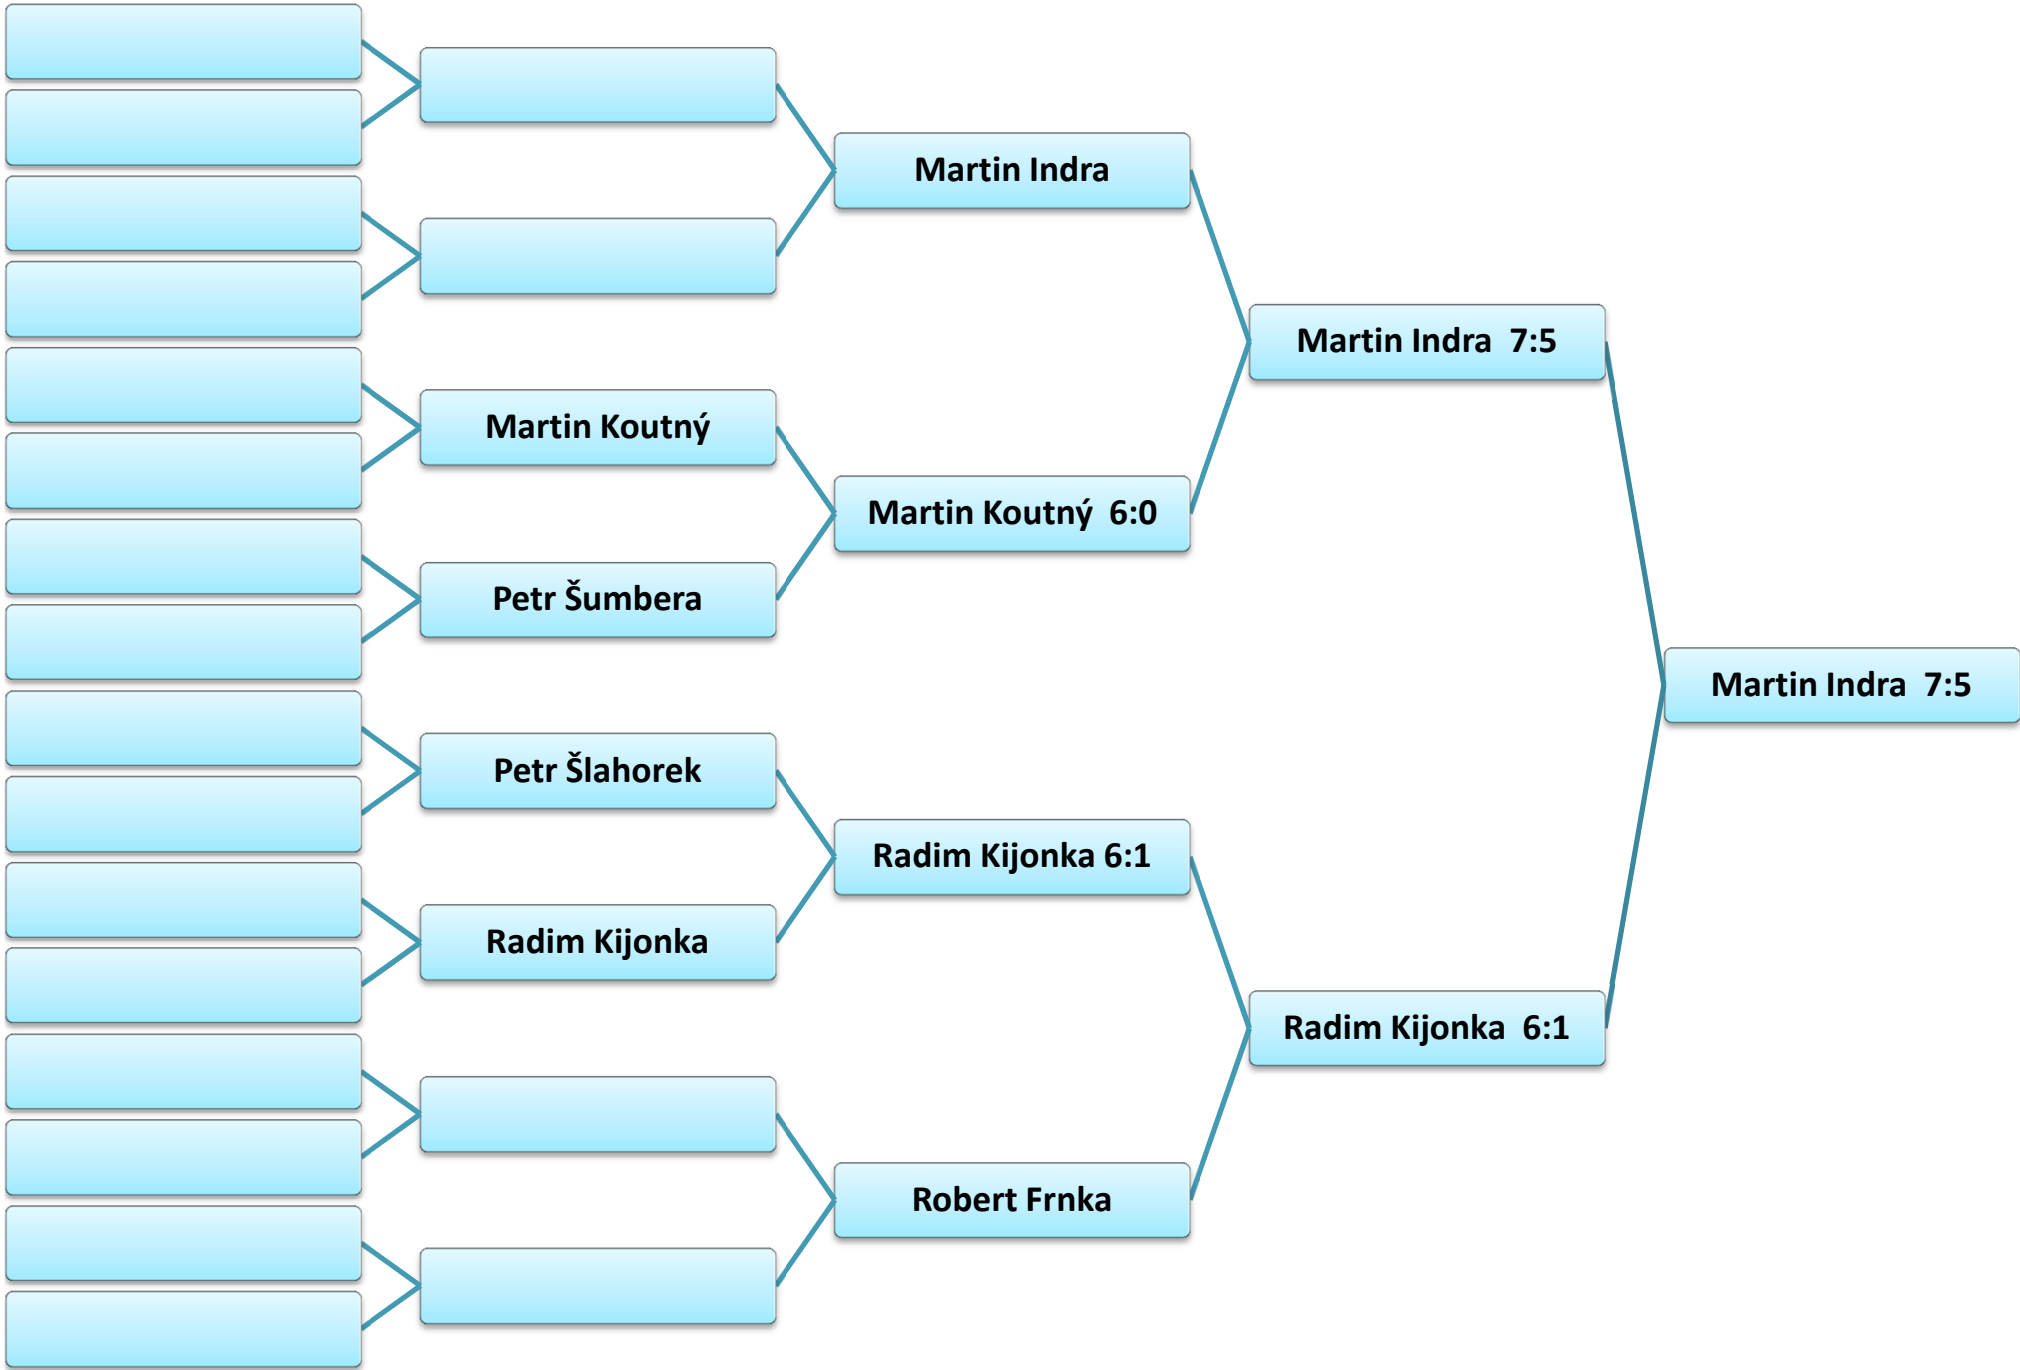 Martin Indra
Martin Indra  7:5
Martin Koutný
Martin Koutný  6:0
Petr Šumbera
Martin Indra  7:5
Petr Šlahorek
Radim Kijonka 6:1
Radim Kijonka
Radim Kijonka  6:1
Robert Frnka